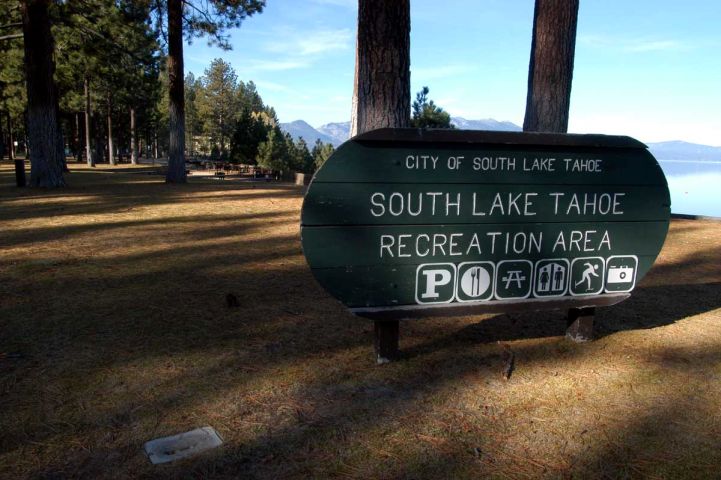 CITY OF SOUTH LAKE TAHOE
SOUTH LAKE TAHOE
RECREATION AREA
P